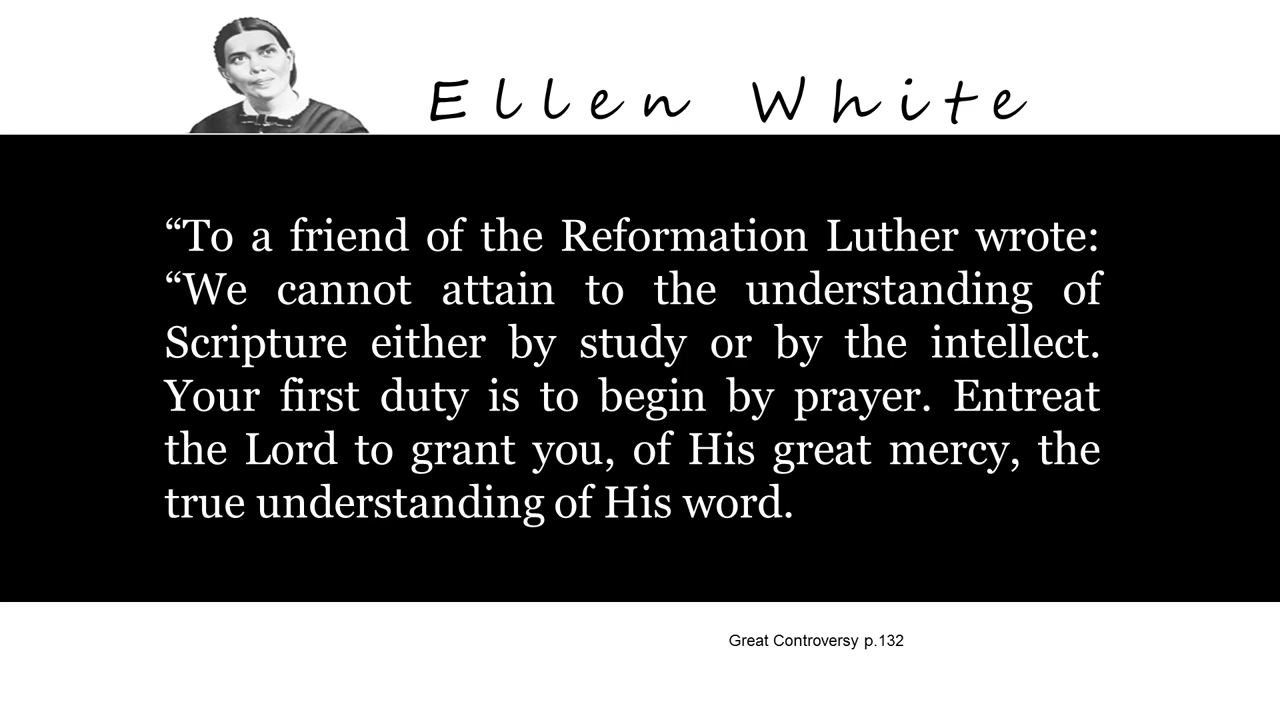 Ellen White
“To a friend of the Reformation Luther wrote:
“We cannot attain to the understanding of
Scripture either by study or by the intellect.
Your first duty is to begin by prayer. Entreat
the Lord to grant you, of His great mercy, the
true understanding of His word.
Great Controversy p.132